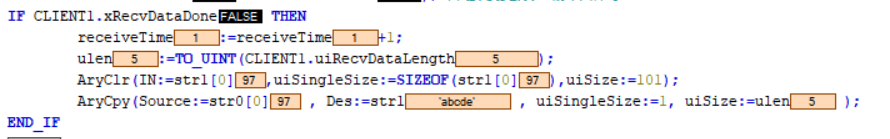 IF CLIENT1.xRecvDataDone FALSE THEN
receiveTime 1 :=receiveTime 1 +1;
ulen 5 :=TO_UINT(CLIENT1.uiRecvDataLength 5 );
AryClr(IN:=str1[0] 97 ,uiSingleSize:=SIZEOF(str1[0] 97 ),uiSize:=101);
AryCpy(Source:=str0[0] 97 , Des:=str1 'abcde' , uiSingleSize:=1, uiSize:=ulen 5 );
END_IF